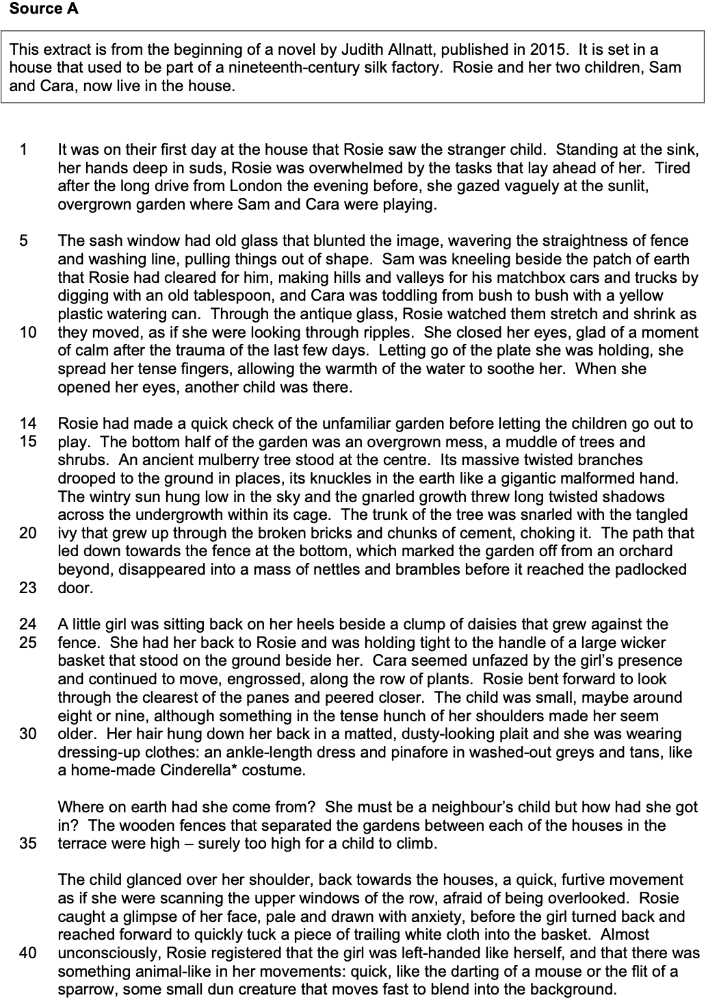 Source A
This extract is from the beginning of a novel by Judith Allnatt, published in 2015.  It is set in a
house that used to be part of a nineteenth-century silk factory.  Rosie and her two children, Sam
and Cara, now live in the house.
1 It was on their first day at the house that Rosie saw the stranger child.  Standing at the sink,
her hands deep in suds, Rosie was overwhelmed by the tasks that lay ahead of her.  Tired
after the long drive from London the evening before, she gazed vaguely at the sunlit,
overgrown garden where Sam and Cara were playing.
5 The sash window had old glass that blunted the image, wavering the straightness of fence
and washing line, pulling things out of shape.  Sam was kneeling beside the patch of earth
that Rosie had cleared for him, making hills and valleys for his matchbox cars and trucks by
digging with an old tablespoon, and Cara was toddling from bush to bush with a yellow
plastic watering can.  Through the antique glass, Rosie watched them stretch and shrink as
10 they moved, as if she were looking through ripples.  She closed her eyes, glad of a moment
of calm after the trauma of the last few days.  Letting go of the plate she was holding, she
spread her tense fingers, allowing the warmth of the water to soothe her.  When she
opened her eyes, another child was there.
14 Rosie had made a quick check of the unfamiliar garden before letting the children go out to
15 play.  The bottom half of the garden was an overgrown mess, a muddle of trees and
shrubs.  An ancient mulberry tree stood at the centre.  Its massive twisted branches
drooped to the ground in places, its knuckles in the earth like a gigantic malformed hand.
The wintry sun hung low in the sky and the gnarled growth threw long twisted shadows
across the undergrowth within its cage.  The trunk of the tree was snarled with the tangled
20 ivy that grew up through the broken bricks and chunks of cement, choking it.  The path that
led down towards the fence at the bottom, which marked the garden off from an orchard
beyond, disappeared into a mass of nettles and brambles before it reached the padlocked
23 door.
24 A little girl was sitting back on her heels beside a clump of daisies that grew against the
25 fence.  She had her back to Rosie and was holding tight to the handle of a large wicker
basket that stood on the ground beside her.  Cara seemed unfazed by the girl's presence
and continued to move, engrossed, along the row of plants.  Rosie bent forward to look
through the clearest of the panes and peered closer.  The child was small, maybe around
eight or nine, although something in the tense hunch of her shoulders made her seem
30 older.  Her hair hung down her back in a matted, dusty-looking plait and she was wearing
dressing-up clothes: an ankle-length dress and pinafore in washed-out greys and tans, like
a home-made Cinderella* costume.
Where on earth had she come from?  She must be a neighbour's child but how had she got
in?  The wooden fences that separated the gardens between each of the houses in the
35 terrace were high – surely too high for a child to climb.
The child glanced over her shoulder, back towards the houses, a quick, furtive movement
as if she were scanning the upper windows of the row, afraid of being overlooked.  Rosie
caught a glimpse of her face, pale and drawn with anxiety, before the girl turned back and
reached forward to quickly tuck a piece of trailing white cloth into the basket.  Almost
40 unconsciously, Rosie registered that the girl was left-handed like herself, and that there was
something animal-like in her movements: quick, like the darting of a mouse or the flit of a
sparrow, some small dun creature that moves fast to blend into the background.